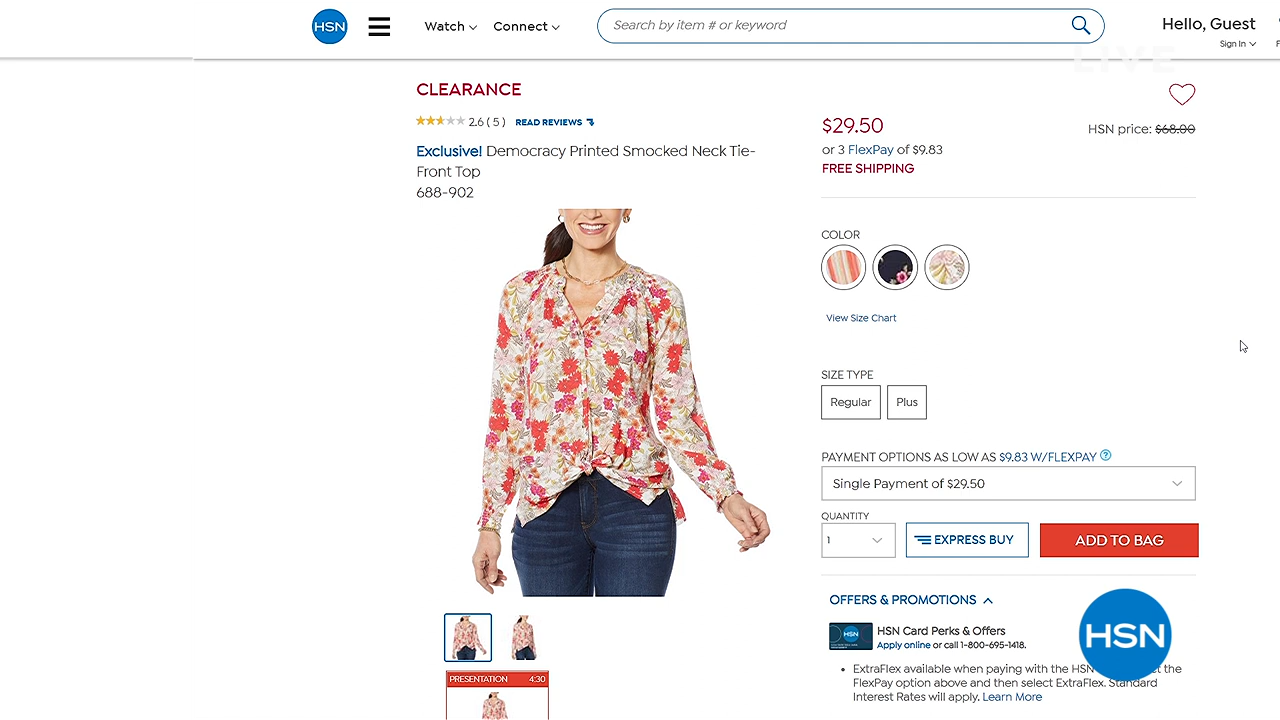 HSN
Watch
Connect
Search by item # or keyword
Hello, Guest
Sign In
F
LIVE
CLEARANCE
2.6 ( 5 ) READ REVIEWS
Exclusive! Democracy Printed Smocked Neck Tie-
Front Top
688-902
$29.50
HSN price: $68.00
or 3 FlexPay of $9.83
FREE SHIPPING
COLOR
View Size Chart
SIZE TYPE
Regular
Plus
PAYMENT OPTIONS AS LOW AS $9.83 W/FLEXPAY ?
Single Payment of $29.50
QUANTITY
1
EXPRESS BUY
ADD TO BAG
OFFERS & PROMOTIONS
HSN
HSN Card Perks & Offers
Apply online or call 1-800-695-1418.
• ExtraFlex available when paying with the HSN the
FlexPay option above and then select ExtraFlex. Standard
Interest Rates will apply. Learn More
HSN
PRESENTATION 4:30